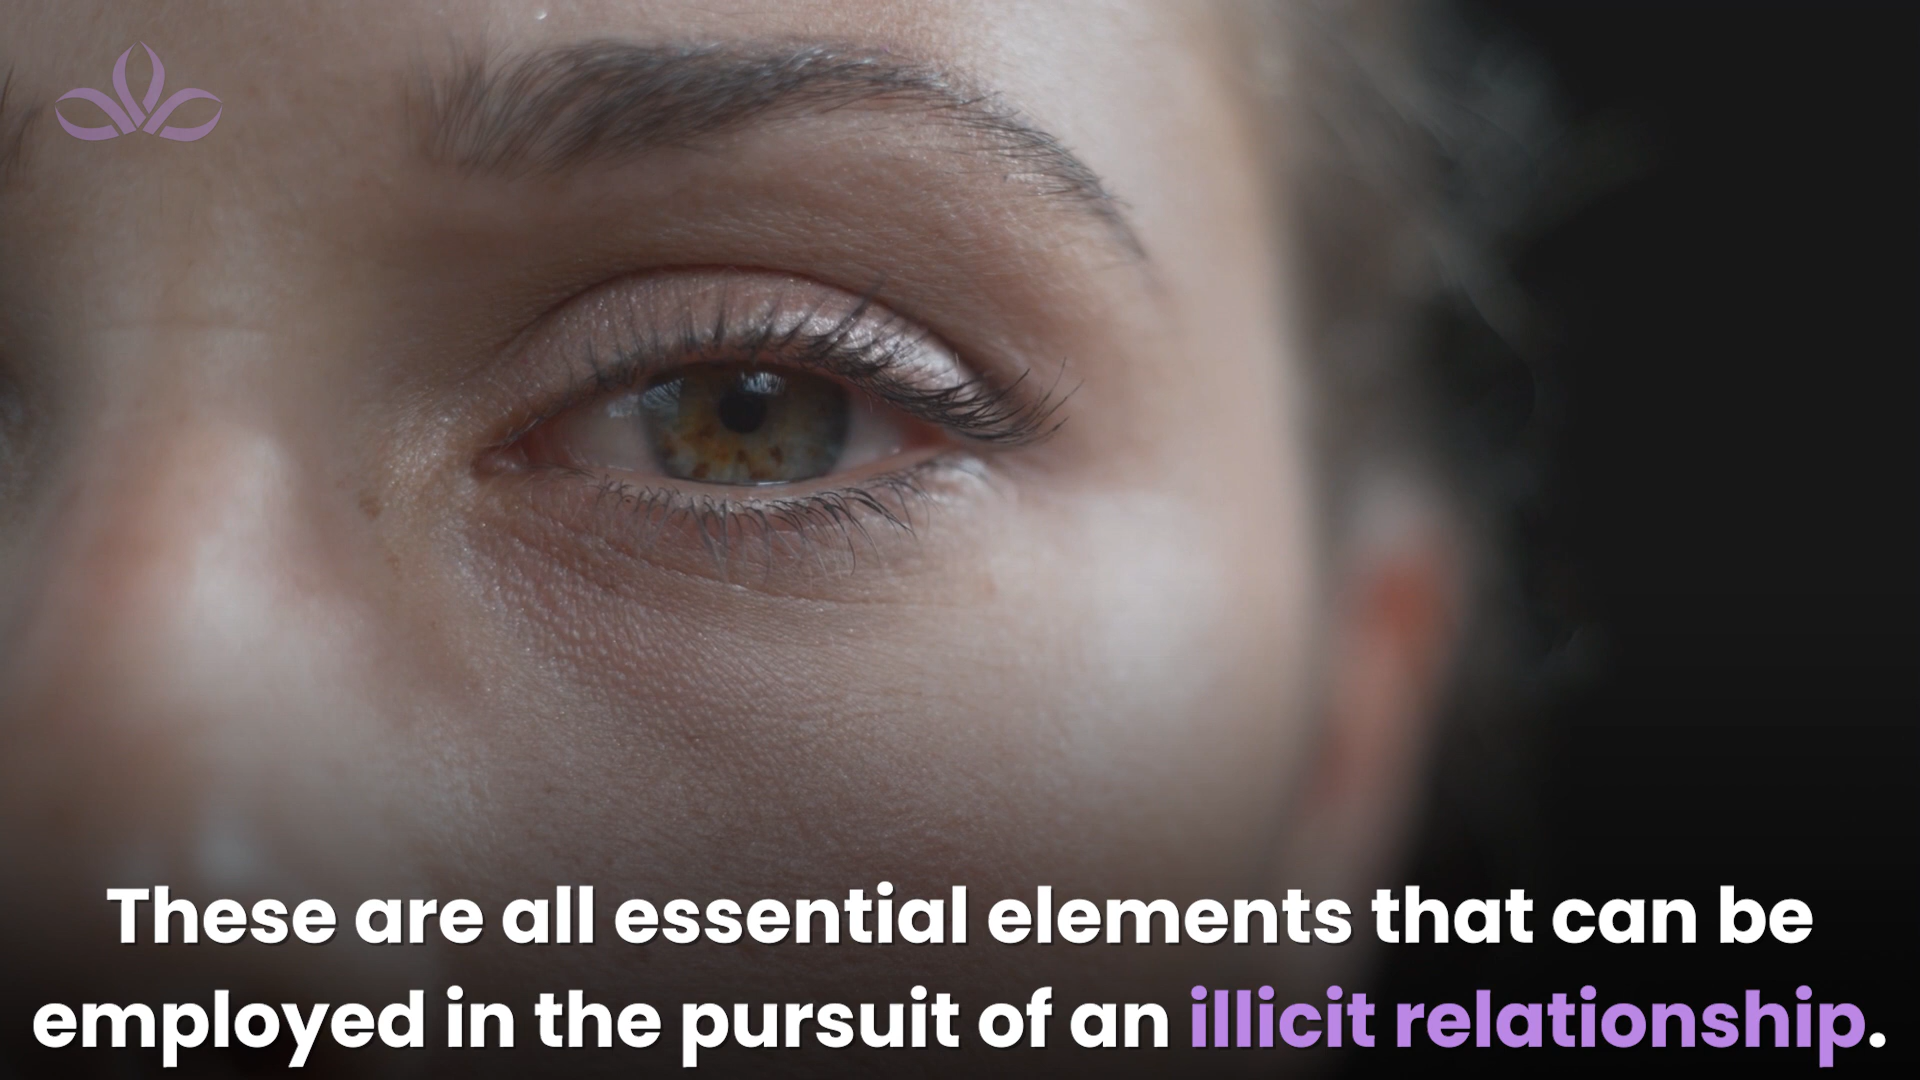 These are all essential elements that can be
employed in the pursuit of an illicit relationship.